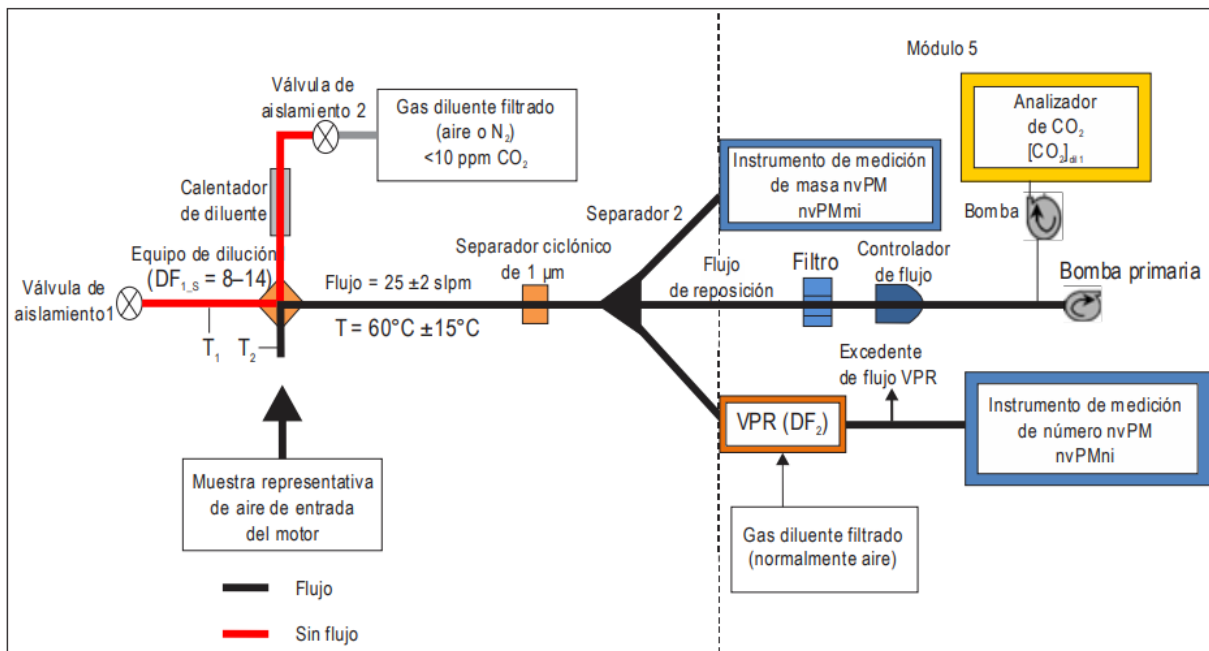 Módulo 5
Válvula de
aislamiento 2
Gas diluente filtrado
(aire o N₂)
<10 ppm CO₂
Analizador
de CO₂
[CO₂]dil 1
Calentador
de diluente
Instrumento de medición
de masa nvPM
nvPMmi
Bomba
Separador 2
Equipo de dilución
(DF₁_S = 8–14)
Separador ciclónico
de 1 µm
Flujo = 25 ±2 slpm
T = 60°C ±15°C
Flujo
de reposición
Filtro
Controlador
de flujo
Bomba primaria
Válvula de
aislamiento1
T₁
T₂
Excedente
de flujo VPR
VPR (DF₂)
Instrumento de medición
de número nvPM
nvPMni
Muestra representativa
de aire de entrada
del motor
Gas diluente filtrado
(normalmente aire)
Flujo
Sin flujo